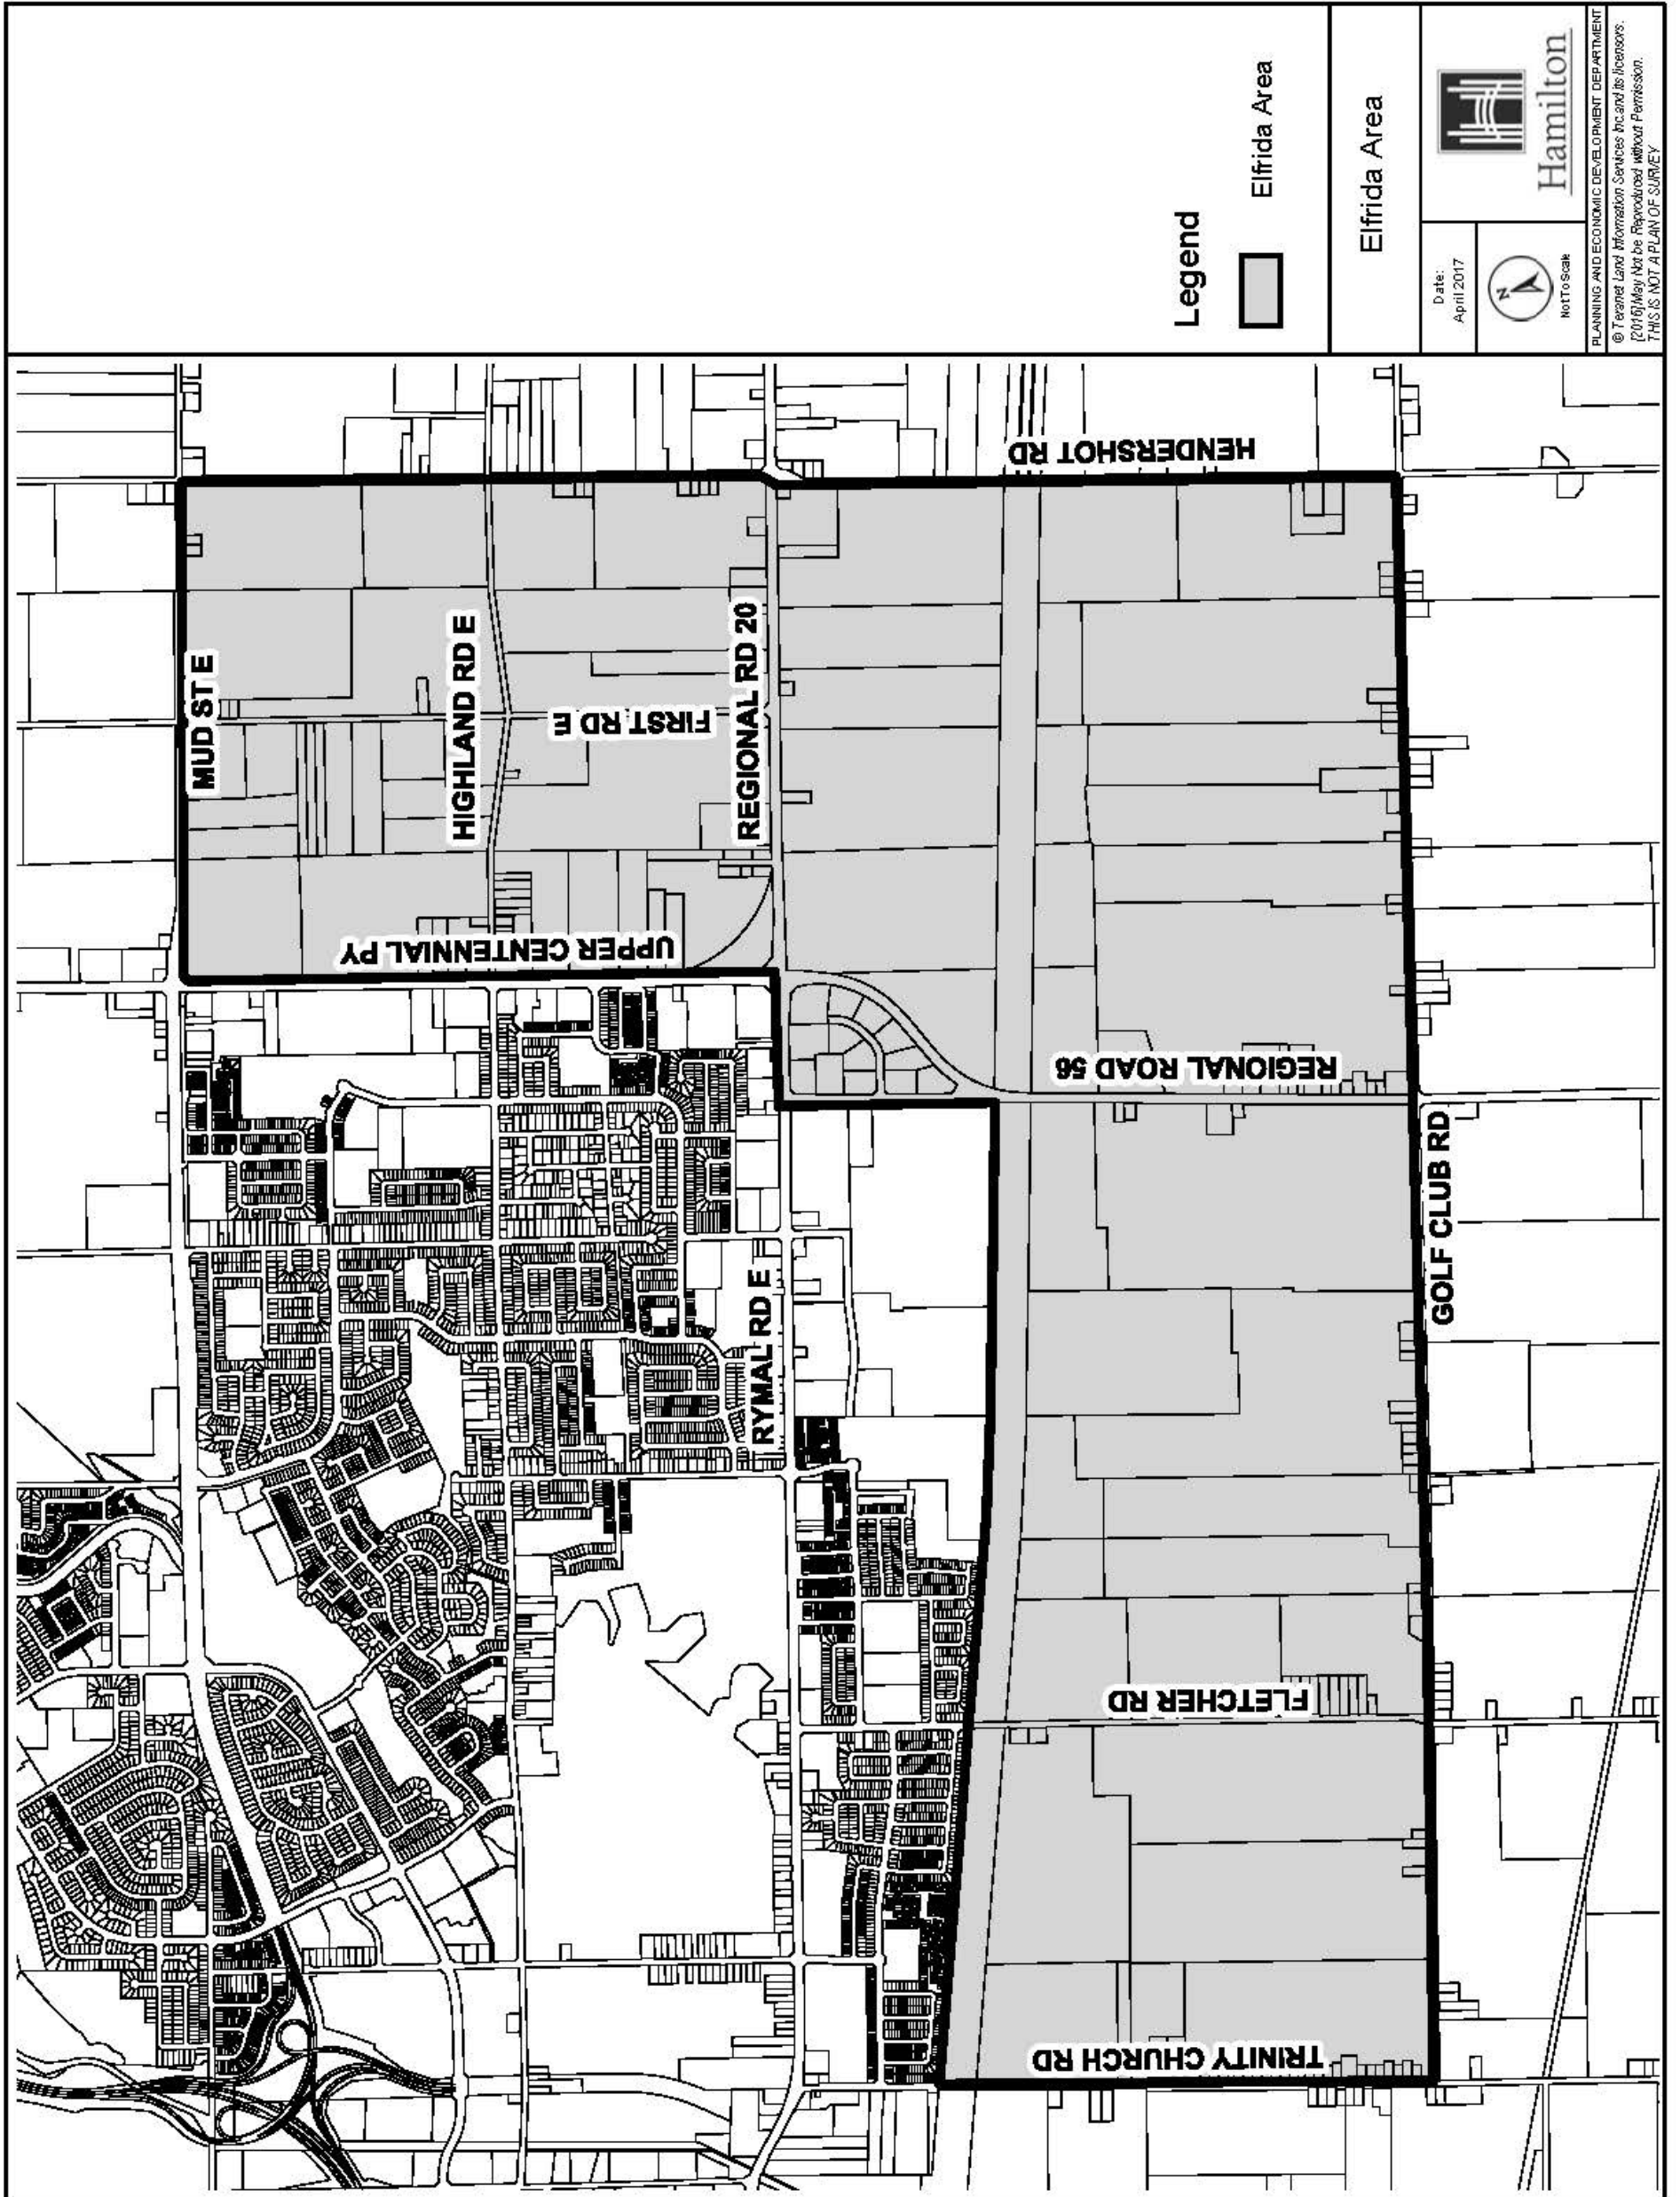 MUD ST E
HIGHLAND RD E
FIRST RD E
REGIONAL RD 20
UPPER CENTENNIAL PY
HENDERSHOT RD
REGIONAL ROAD 56
RYMAL RD E
GOLF CLUB RD
FLETCHER RD
TRINITY CHURCH RD
Legend
Elfrida Area
Elfrida Area
Date:
April 2017
N
Not To Scale
Hamilton
PLANNING AND ECONOMIC DEVELOPMENT DEPARTMENT
© Teranet Land Information Services Inc. and its licensors.
[2016] May Not be Reproduced without Permission.
THIS IS NOT A PLAN OF SURVEY